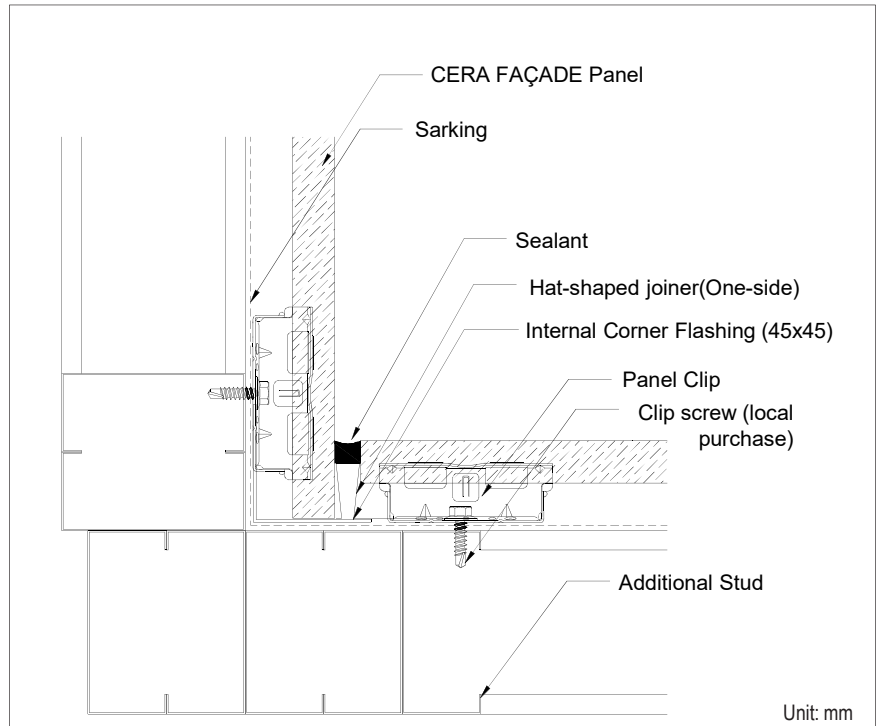 CERA FAÇADE Panel
Sarking
Sealant
Hat-shaped joiner(One-side)
Internal Corner Flashing (45x45)
Panel Clip
Clip screw (local
purchase)
Additional Stud
Unit: mm